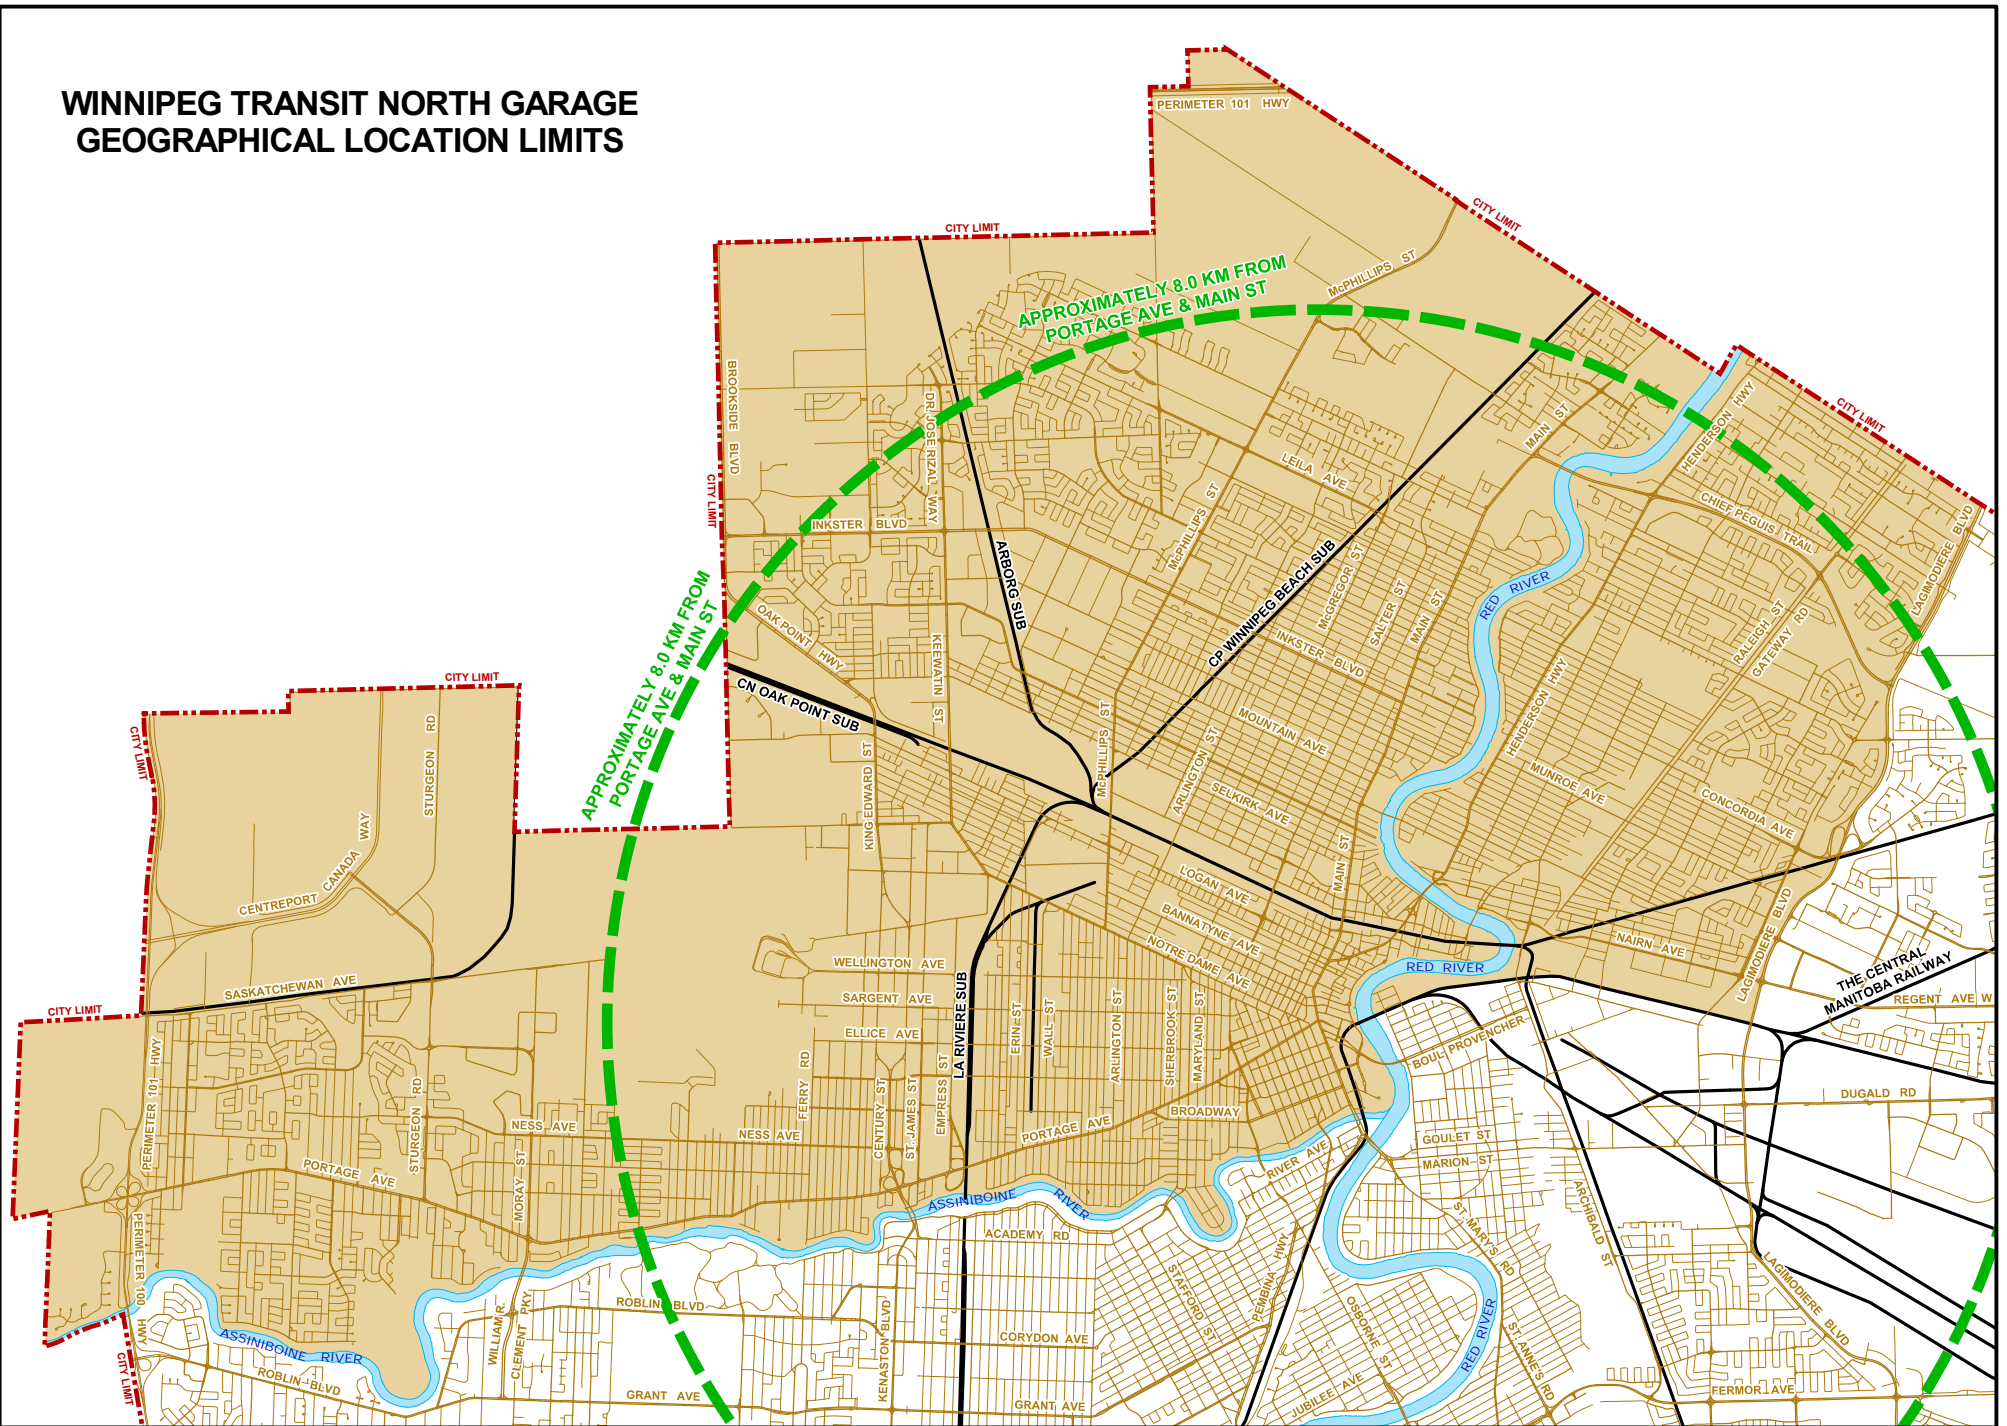 WINNIPEG TRANSIT NORTH GARAGE
GEOGRAPHICAL LOCATION LIMITS
PERIMETER 101 HWY
CITY LIMIT
CITY LIMIT
APPROXIMATELY 8.0 KM FROM
PORTAGE AVE & MAIN ST
McPHILLIPS ST
BROOKSIDE BLVD
DR. JOSE RIZAL WAY
CITY LIMIT
HENDERSON HWY
MAIN ST
LEILA AVE
McPHILLIPS ST
CHIEF PEGUIS TRAIL
CITY LIMIT
INKSTER BLVD
ARBORG SUB
CP WINNIPEG BEACH SUB
McGREGOR ST
SALTER ST
MAIN ST
RED RIVER
LAGIMODIERE BLVD
RALEIGH ST
GATEWAY RD
APPROXIMATELY 8.0 KM FROM
PORTAGE AVE & MAIN ST
OAK POINT HWY
KEEWATIN ST
INKSTER BLVD
CN OAK POINT SUB
CITY LIMIT
CITY LIMIT
STURGEON RD
KING EDWARD ST
McPHILLIPS ST
ARLINGTON ST
MOUNTAIN AVE
HENDERSON HWY
MUNROE AVE
CONCORDIA AVE
SELKIRK AVE
CENTREPORT CANADA WAY
MAIN ST
LOGAN AVE
BANNATYNE AVE
NOTRE DAME AVE
NAIRN AVE
LAGIMODIERE BLVD
THE CENTRAL
MANITOBA RAILWAY
REGENT AVE W
RED RIVER
SASKATCHEWAN AVE
CITY LIMIT
WELLINGTON AVE
SARGENT AVE
ELLICE AVE
LA RIVIERE SUB
ERIN ST
WALL ST
ARLINGTON ST
SHERBROOK ST
MARYLAND ST
BOUL PROVENCHER
DUGALD RD
PERIMETER 101 HWY
STURGEON RD
FERRY RD
CENTURY ST
ST. JAMES ST
EMPRESS ST
NESS AVE
NESS AVE
PORTAGE AVE
BROADWAY
GOULET ST
MARION ST
RIVER AVE
PORTAGE AVE
MORAY ST
ASSINIBOINE RIVER
ACADEMY RD
ST. MARY'S RD
ARCHIBALD ST
PERIMETER 100 HWY
LAGIMODIERE BLVD
STAFFORD ST
PEMBINA HWY
OSBORNE ST
ROBLIN BLVD
WILLIAM R.
CLEMENT PKY
KENASTON BLVD
CORYDON AVE
RED RIVER
ST. ANNE'S RD
ASSINIBOINE RIVER
CITY LIMIT
ROBLIN BLVD
GRANT AVE
GRANT AVE
JUBILEE AVE
FERMOR AVE